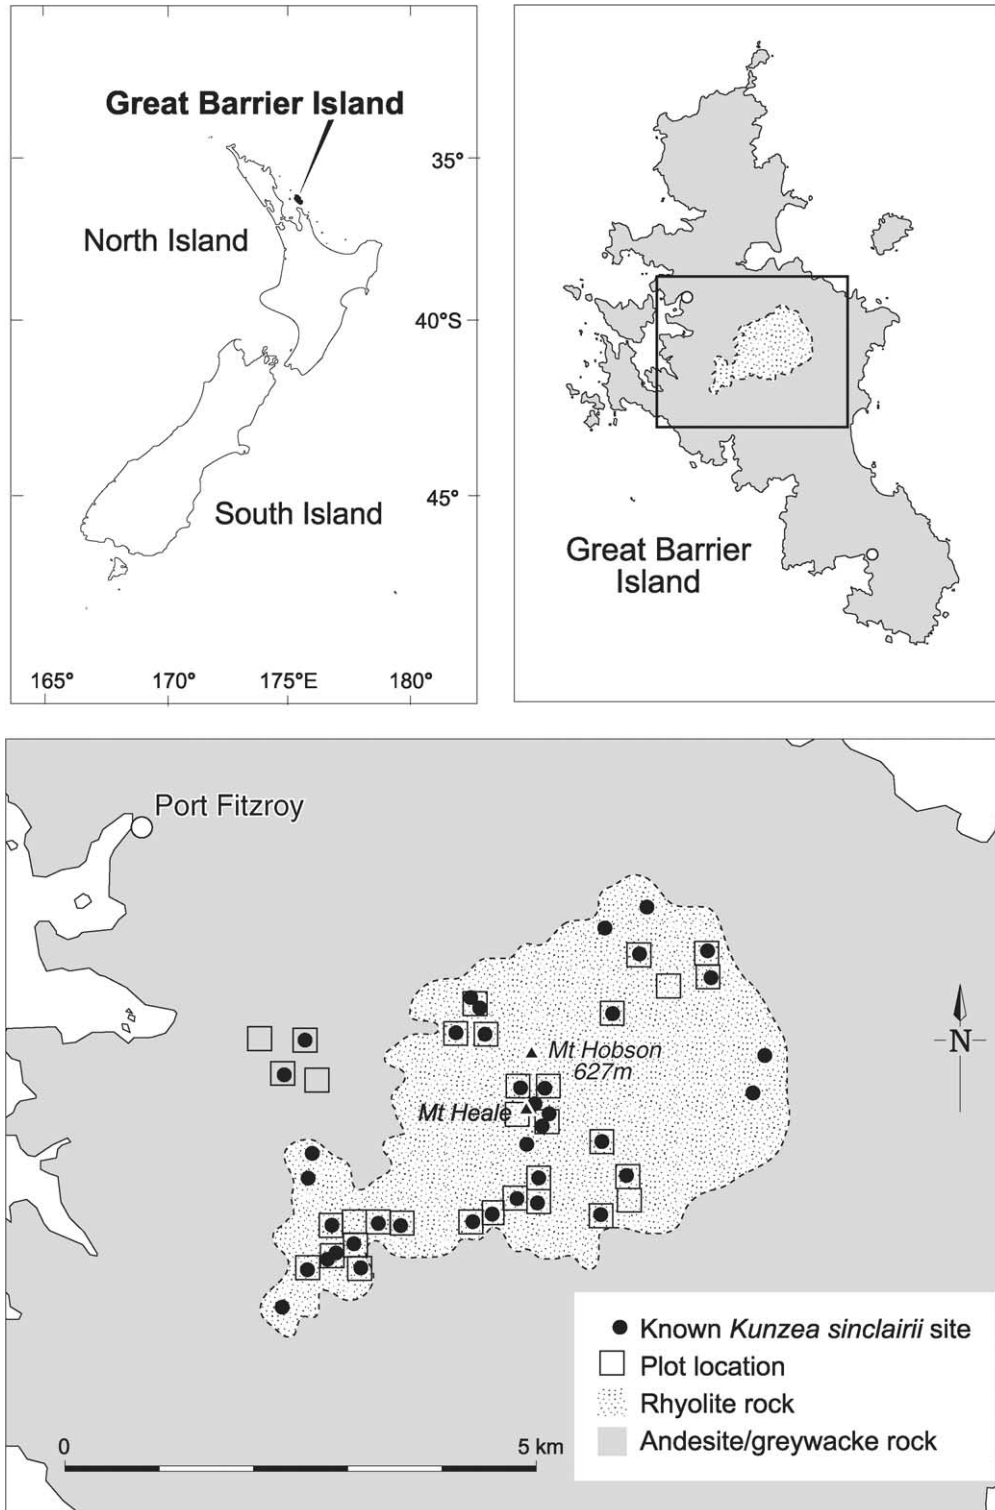 Great Barrier Island
35°
North Island
40°S
45°
South Island
165°
170°
175°E
180°
Great Barrier
Island
Port Fitzroy
N
Mt Hobson
627m
Mt Heale
Known Kunzea sinclairii site
Plot location
Rhyolite rock
Andesite/greywacke rock
0
5 km